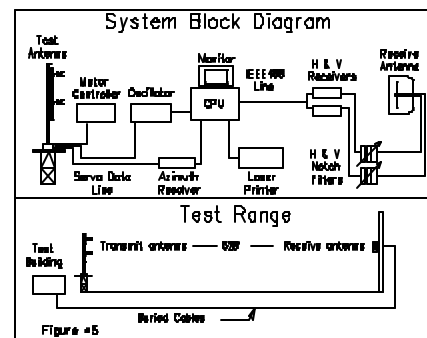 System Block Diagram
Test
Antenna
Motor
Controller
Oscillator
Monitor
CPU
IEEE488
Line
H & V
Receivers
Receive
Antenna
Servo Data
Line
Azimuth
Receiver
Laser
Printer
H & V
Notch
Filters
Test Range
Test
Building
Transmit antenna
Receive antenna
Buried Cables
Figure #5